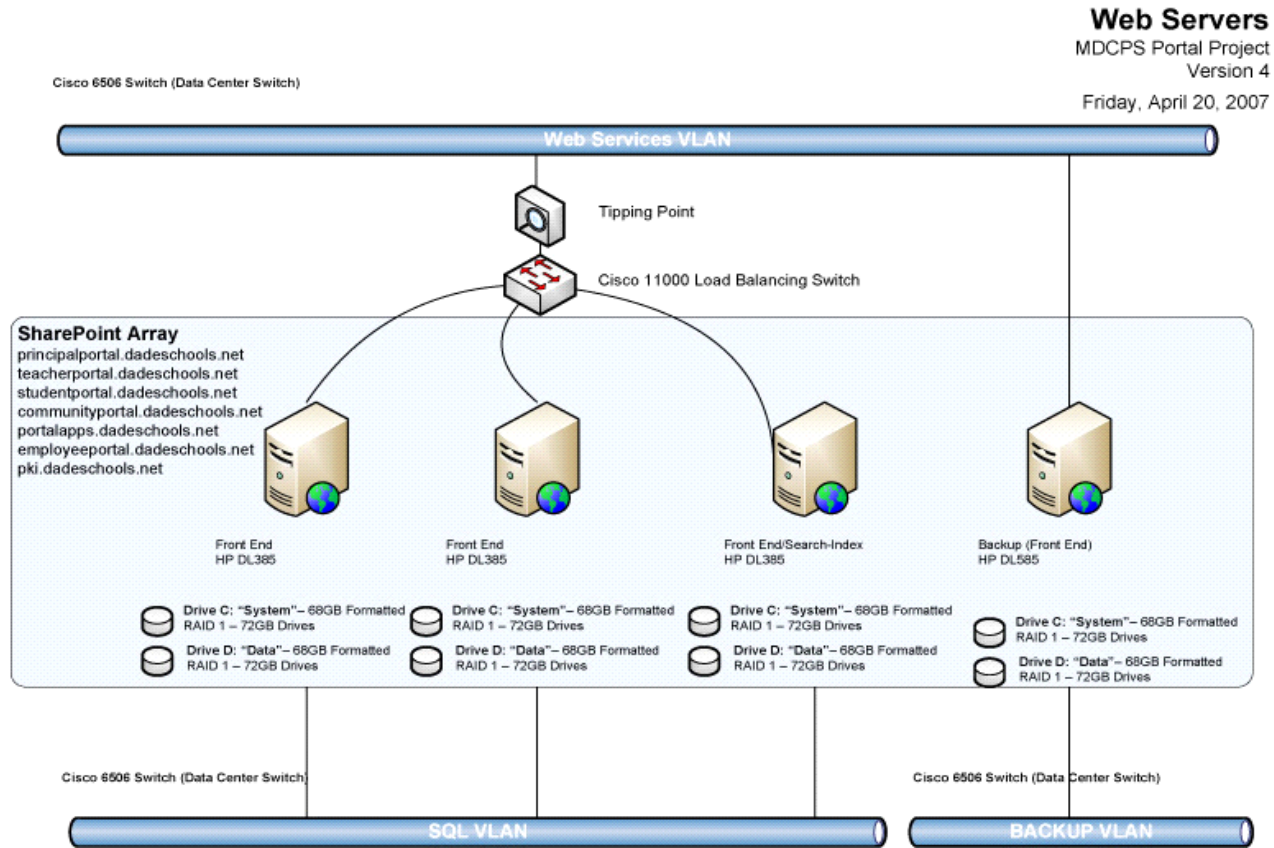 Web Servers
MDCPS Portal Project
Version 4
Friday, April 20, 2007
Cisco 6506 Switch (Data Center Switch)
Web Services VLAN
Tipping Point
Cisco 11000 Load Balancing Switch
SharePoint Array
principalportal.dadeschools.net
teacherportal.dadeschools.net
studentportal.dadeschools.net
communityportal.dadeschools.net
portalapps.dadeschools.net
employeeportal.dadeschools.net
pki.dadeschools.net
Front End
HP DL385
Front End
HP DL385
Front End/Search-Index
HP DL385
Backup (Front End)
HP DL585
Drive C: “System”– 68GB Formatted
RAID 1 – 72GB Drives
Drive D: “Data”– 68GB Formatted
RAID 1 – 72GB Drives
Drive C: “System”– 68GB Formatted
RAID 1 – 72GB Drives
Drive D: “Data”– 68GB Formatted
RAID 1 – 72GB Drives
Drive C: “System”– 68GB Formatted
RAID 1 – 72GB Drives
Drive D: “Data”– 68GB Formatted
RAID 1 – 72GB Drives
Drive C: “System”– 68GB Formatted
RAID 1 – 72GB Drives
Drive D: “Data”– 68GB Formatted
RAID 1 – 72GB Drives
Cisco 6506 Switch (Data Center Switch)
Cisco 6506 Switch (Data Center Switch)
SQL VLAN
BACKUP VLAN